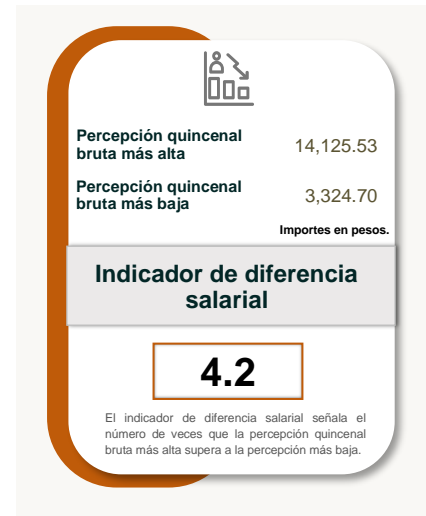 Percepción quincenal
bruta más alta
14,125.53
Percepción quincenal
bruta más baja
3,324.70
Importes en pesos.
Indicador de diferencia
salarial
4.2
El indicador de diferencia salarial señala el
número de veces que la percepción quincenal
bruta más alta supera a la percepción más baja.